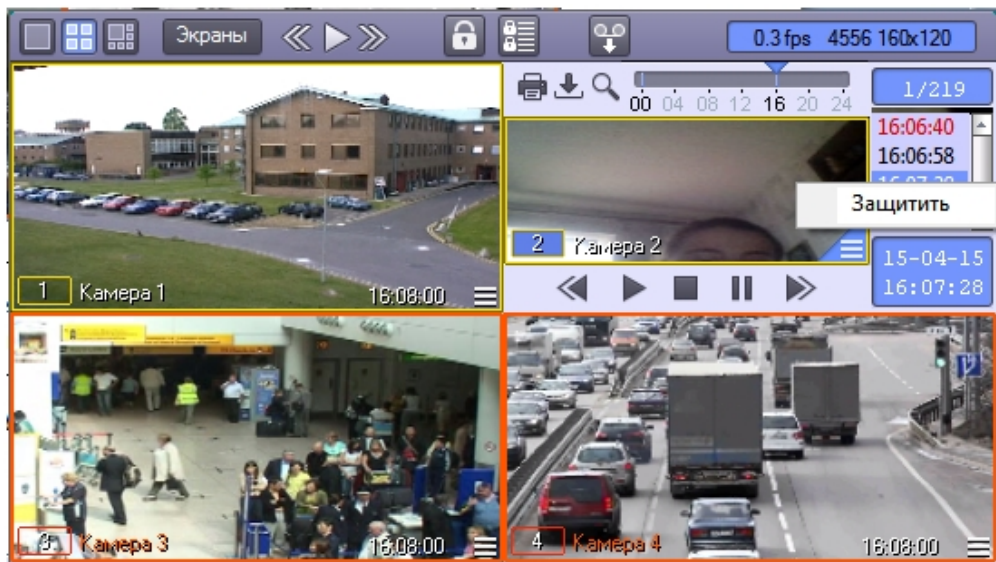 Экраны
0.3 fps 4556 160x120
00 04 08 12 16 20 24
1/219
16:06:40
16:06:58
Защитить
2 Камера 2
15-04-15
16:07:28
1 Камера 1 16:08:00
3 Камера 3 16:08:00
4 Камера 4 16:08:00